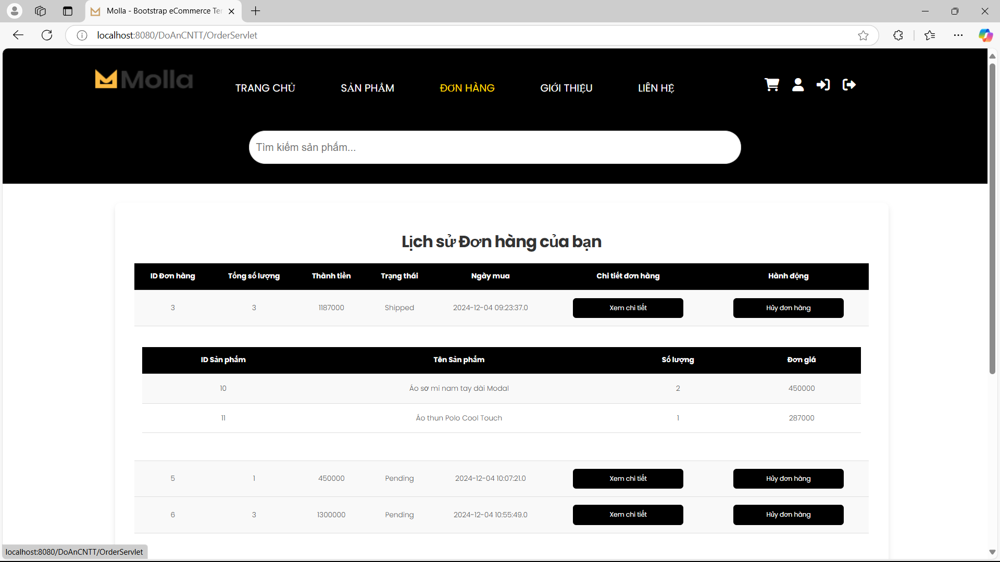 Molla - Bootstrap eCommerce Ter
localhost:8080/DoAnCNTT/OrderServlet
Molla
TRANG CHỦ SẢN PHẨM ĐƠN HÀNG GIỚI THIỆU LIÊN HỆ
Tìm kiếm sản phẩm...
Lịch sử Đơn hàng của bạn
ID Đơn hàng Tổng số lượng Thành tiền Trạng thái Ngày mua Chi tiết đơn hàng Hành động
3 3 1187000 Shipped 2024-12-04 09:23:37.0 Xem chi tiết Hủy đơn hàng
ID Sản phẩm Tên Sản phẩm Số lượng Đơn giá
10 Áo sơ mi nam tay dài Modal 2 450000
11 Áo thun Polo Cool Touch 1 287000
5 1 450000 Pending 2024-12-04 10:07:21.0 Xem chi tiết Hủy đơn hàng
6 3 1300000 Pending 2024-12-04 10:55:49.0 Xem chi tiết Hủy đơn hàng
localhost:8080/DoAnCNTT/OrderServlet